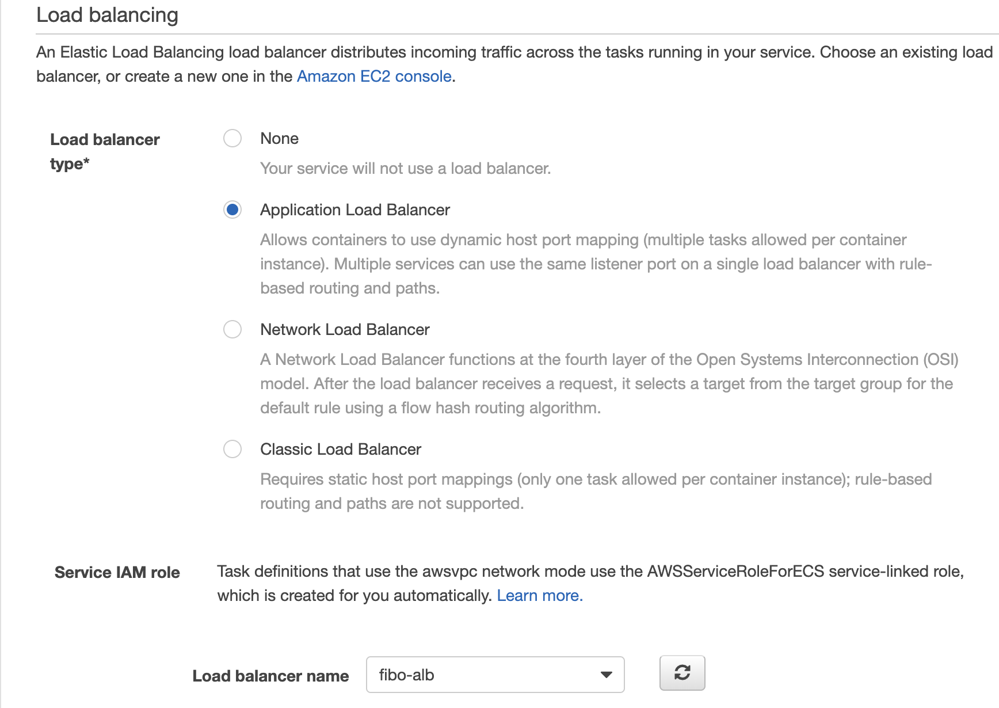 Load balancing
An Elastic Load Balancing load balancer distributes incoming traffic across the tasks running in your service. Choose an existing load
balancer, or create a new one in the Amazon EC2 console.
Load balancer
type*
None
Your service will not use a load balancer.
Application Load Balancer
Allows containers to use dynamic host port mapping (multiple tasks allowed per container
instance). Multiple services can use the same listener port on a single load balancer with rule-
based routing and paths.
Network Load Balancer
A Network Load Balancer functions at the fourth layer of the Open Systems Interconnection (OSI)
model. After the load balancer receives a request, it selects a target from the target group for the
default rule using a flow hash routing algorithm.
Classic Load Balancer
Requires static host port mappings (only one task allowed per container instance); rule-based
routing and paths are not supported.
Service IAM role
Task definitions that use the awsvpc network mode use the AWSServiceRoleForECS service-linked role,
which is created for you automatically. Learn more.
Load balancer name
fibo-alb